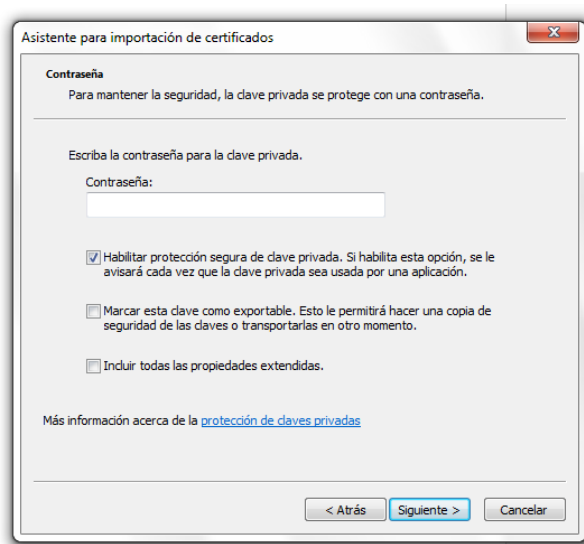 Asistente para importación de certificados
Contraseña
Para mantener la seguridad, la clave privada se protege con una contraseña.
Escriba la contraseña para la clave privada.
Contraseña:
Habilitar protección segura de clave privada. Si habilita esta opción, se le
avisará cada vez que la clave privada sea usada por una aplicación.
Marcar esta clave como exportable. Esto le permitirá hacer una copia de
seguridad de las claves o transportarlas en otro momento.
Incluir todas las propiedades extendidas.
Más información acerca de la protección de claves privadas
< Atrás Siguiente > Cancelar